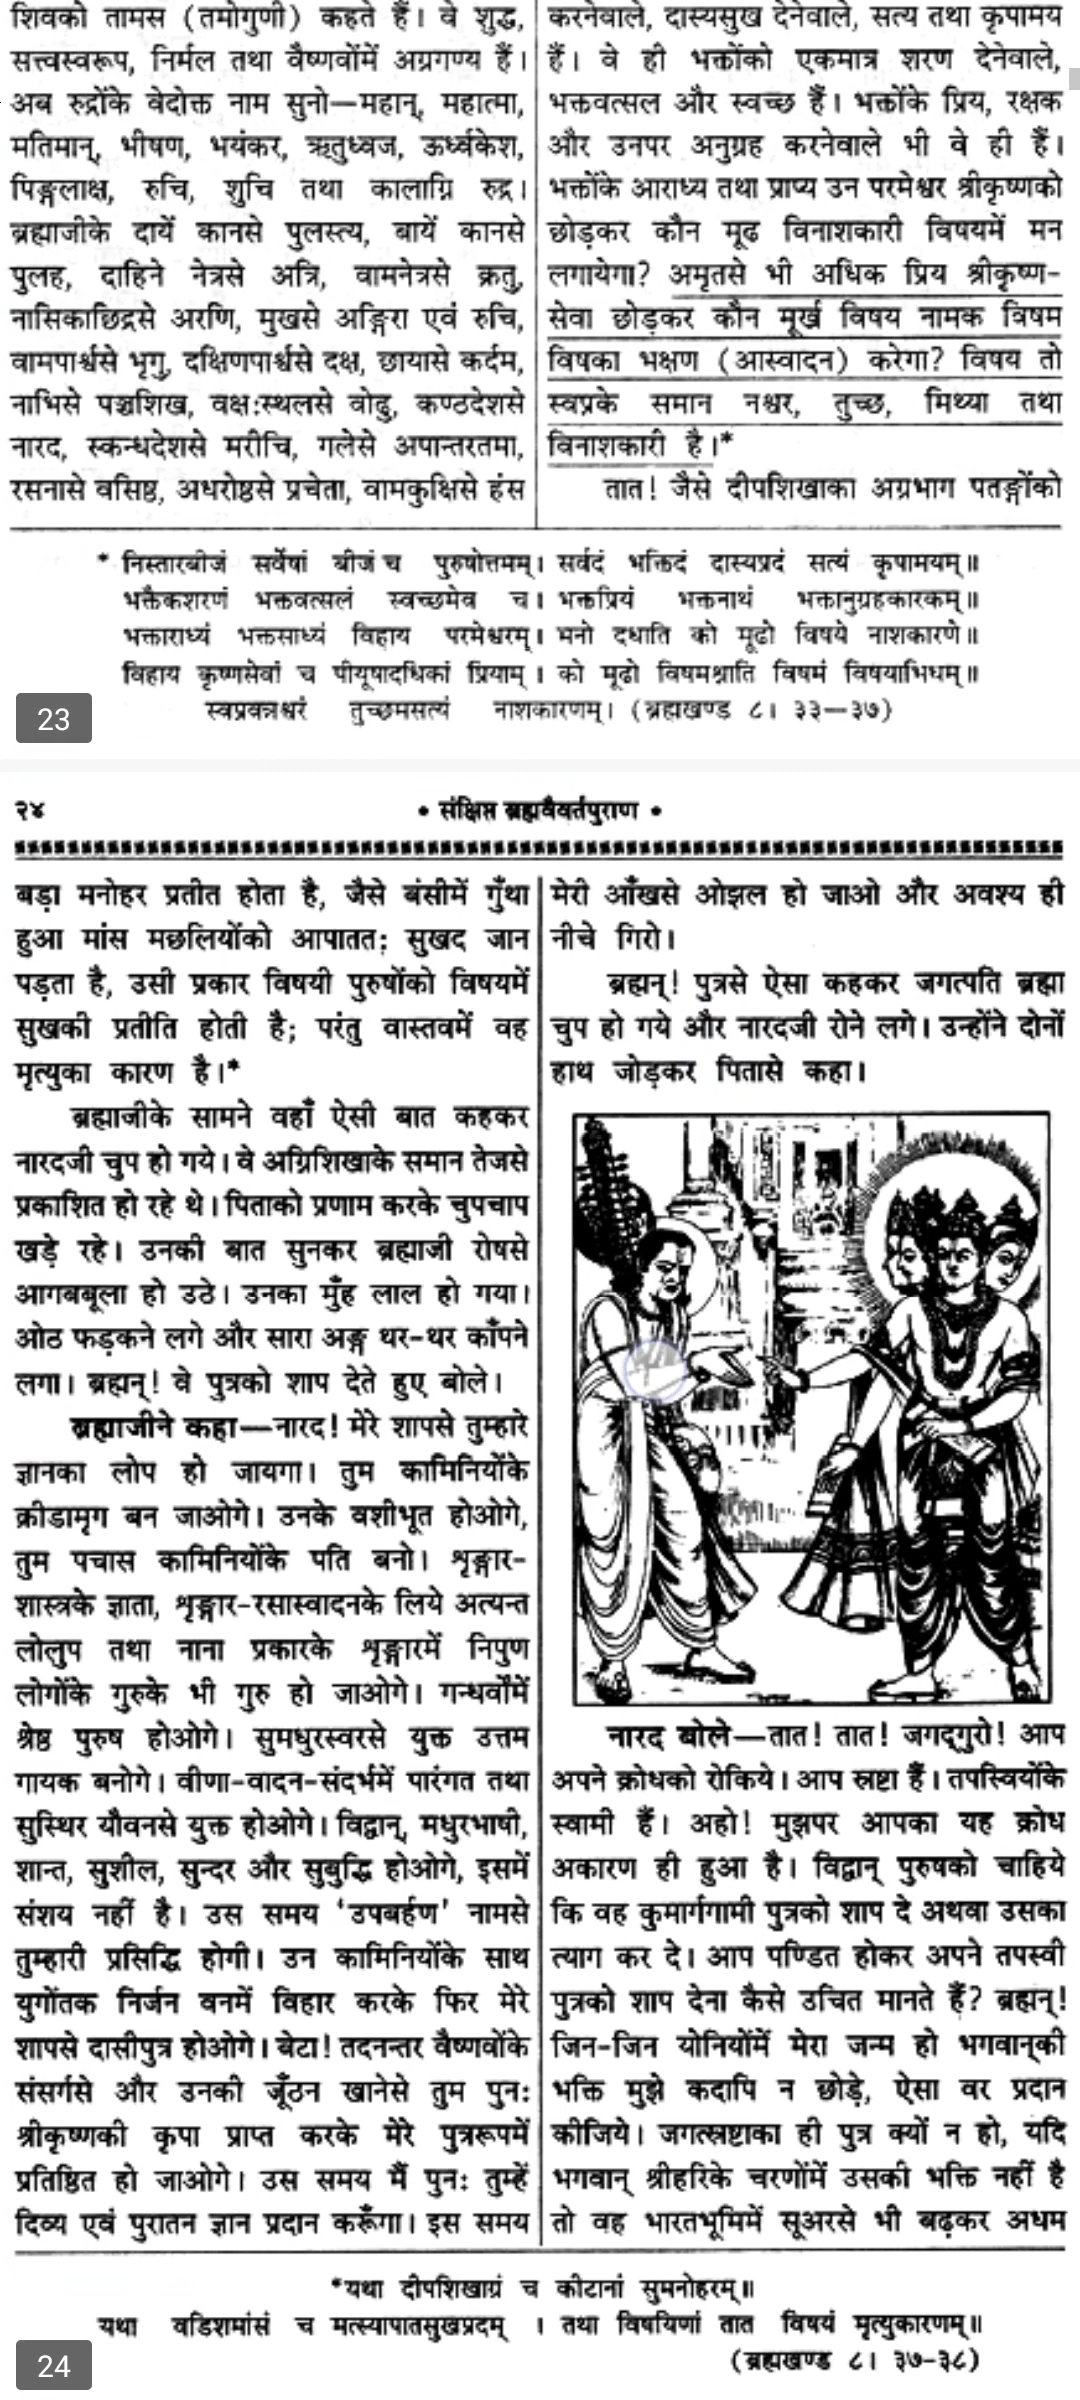 शिवको तामस (तमोगुणी) कहते हैं। वे शुद्ध,
सत्त्वस्वरूप, निर्मल तथा वैष्णवोंमें अग्रगण्य हैं।
अब रुद्रोंके वेदोक्त नाम सुनो—महान्, महात्मा,
मतिमान्, भीषण, भयंकर, ऋतुध्वज, ऊर्ध्वकेश,
पिङ्गलाक्ष, रुचि, शुचि तथा कालाग्नि रुद्र।
ब्रह्माजीके दायें कानसे पुलस्त्य, बायें कानसे
पुलह, दाहिने नेत्रसे अत्रि, वामनेत्रसे क्रतु,
नासिकाछिद्रसे अरणि, मुखसे अङ्गिरा एवं रुचि,
वामपार्श्वसे भृगु, दक्षिणपार्श्वसे दक्ष, छायासे कर्दम,
नाभिसे पञ्चशिख, वक्षःस्थलसे वोढु, कण्ठदेशसे
नारद, स्कन्धदेशसे मरीचि, गलेसे अपान्तरतमा,
रसनासे वसिष्ठ, अधरोष्ठसे प्रचेता, वामकुक्षिसे हंस
करनेवाले, दास्यसुख देनेवाले, सत्य तथा कृपामय
हैं। वे ही भक्तोंको एकमात्र शरण देनेवाले,
भक्तवत्सल और स्वच्छ हैं। भक्तोंके प्रिय, रक्षक
और उनपर अनुग्रह करनेवाले भी वे ही हैं।
भक्तोंके आराध्य तथा प्राप्य उन परमेश्वर श्रीकृष्णको
छोड़कर कौन मूढ विनाशकारी विषयमें मन
लगायेगा? अमृतसे भी अधिक प्रिय श्रीकृष्ण-
सेवा छोड़कर कौन मूर्ख विषय नामक विषम
विषका भक्षण (आस्वादन) करेगा? विषय तो
स्वप्नके समान नश्वर, तुच्छ, मिथ्या तथा
विनाशकारी है।*
तात! जैसे दीपशिखाका अग्रभाग पतङ्गोंको
* निस्तारबीजं सर्वेषां बीजं च पुरुषोत्तमम्। सर्वदं भक्तिदं दास्यप्रदं सत्यं कृपामयम्॥
भक्तैकशरणं भक्तवत्सलं स्वच्छमेव च। भक्तप्रियं भक्तनाथं भक्तानुग्रहकारकम्॥
भक्ताराध्यं भक्तसाध्यं विहाय परमेश्वरम्। मनो दधाति को मूढो विषये नाशकारणे॥
विहाय कृष्णसेवां च पीयूषादधिकां प्रियाम्। को मूढो विषमश्नाति विषमं विषयाभिधम्॥
स्वप्नवन्नश्वरं तुच्छमसत्यं नाशकारणम्। (ब्रह्मखण्ड ८। ३३—३७)
23
२४
• संक्षिप्त ब्रह्मवैवर्तपुराण •
बड़ा मनोहर प्रतीत होता है, जैसे बंसीमें गुँथा
हुआ मांस मछलियोंको आपाततः सुखद जान
पड़ता है, उसी प्रकार विषयी पुरुषोंको विषयमें
सुखकी प्रतीति होती है; परंतु वास्तवमें वह
मृत्युका कारण है।*
ब्रह्माजीके सामने वहाँ ऐसी बात कहकर
नारदजी चुप हो गये। वे अग्निशिखाके समान तेजसे
प्रकाशित हो रहे थे। पिताको प्रणाम करके चुपचाप
खड़े रहे। उनकी बात सुनकर ब्रह्माजी रोषसे
आगबबूला हो उठे। उनका मुँह लाल हो गया।
ओठ फड़कने लगे और सारा अङ्ग थर-थर काँपने
लगा। ब्रह्मन्! वे पुत्रको शाप देते हुए बोले।
ब्रह्माजीने कहा—नारद! मेरे शापसे तुम्हारे
ज्ञानका लोप हो जायगा। तुम कामिनियोंके
क्रीडामृग बन जाओगे। उनके वशीभूत होओगे,
तुम पचास कामिनियोंके पति बनो। शृङ्गार-
शास्त्रके ज्ञाता, शृङ्गार-रसास्वादनके लिये अत्यन्त
लोलुप तथा नाना प्रकारके शृङ्गारमें निपुण
लोगोंके गुरुके भी गुरु हो जाओगे। गन्धर्वोंमें
श्रेष्ठ पुरुष होओगे। सुमधुरस्वरसे युक्त उत्तम
गायक बनोगे। वीणा-वादन-संदर्भमें पारंगत तथा
सुस्थिर यौवनसे युक्त होओगे। विद्वान्, मधुरभाषी,
शान्त, सुशील, सुन्दर और सुबुद्धि होओगे, इसमें
संशय नहीं है। उस समय ‘उपबर्हण’ नामसे
तुम्हारी प्रसिद्धि होगी। उन कामिनियोंके साथ
युगोंतक निर्जन वनमें विहार करके फिर मेरे
शापसे दासीपुत्र होओगे। बेटा! तदनन्तर वैष्णवोंके
संसर्गसे और उनकी जूँठन खानेसे तुम पुनः
श्रीकृष्णकी कृपा प्राप्त करके मेरे पुत्ररूपमें
प्रतिष्ठित हो जाओगे। उस समय मैं पुनः तुम्हें
दिव्य एवं पुरातन ज्ञान प्रदान करूँगा। इस समय
मेरी आँखसे ओझल हो जाओ और अवश्य ही
नीचे गिरो।
ब्रह्मन्! पुत्रसे ऐसा कहकर जगत्पति ब्रह्मा
चुप हो गये और नारदजी रोने लगे। उन्होंने दोनों
हाथ जोड़कर पितासे कहा।
नारद बोले—तात! तात! जगद्गुरो! आप
अपने क्रोधको रोकिये। आप स्रष्टा हैं। तपस्वियोंके
स्वामी हैं। अहो! मुझपर आपका यह क्रोध
अकारण ही हुआ है। विद्वान् पुरुषको चाहिये
कि वह कुमार्गगामी पुत्रको शाप दे अथवा उसका
त्याग कर दे। आप पण्डित होकर अपने तपस्वी
पुत्रको शाप देना कैसे उचित मानते हैं? ब्रह्मन्!
जिन-जिन योनियोंमें मेरा जन्म हो भगवान्की
भक्ति मुझे कदापि न छोड़े, ऐसा वर प्रदान
कीजिये। जगत्स्रष्टाका ही पुत्र क्यों न हो, यदि
भगवान् श्रीहरिके चरणोंमें उसकी भक्ति नहीं है
तो वह भारतभूमिमें सूअरसे भी बढ़कर अधम
*यथा दीपशिखाग्रं च कीटानां सुमनोहरम्॥
यथा वडिशमांसं च मत्स्यापातसुखप्रदम् । तथा विषयिणां तात विषयं मृत्युकारणम्॥
(ब्रह्मखण्ड ८। ३७-३८)
24